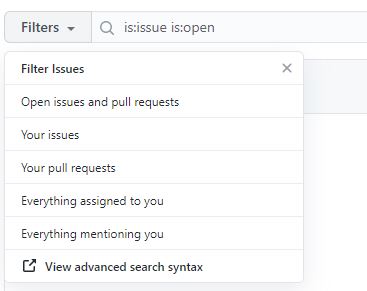 Filters is:issue is:open
Filter Issues
Open issues and pull requests
Your issues
Your pull requests
Everything assigned to you
Everything mentioning you
View advanced search syntax